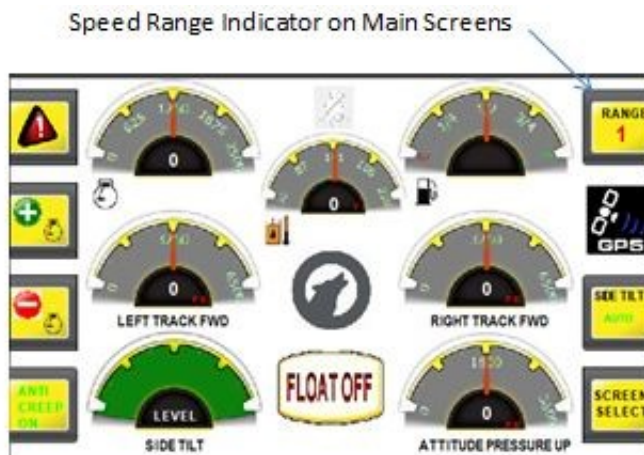 Speed Range Indicator on Main Screens
RANGE
1
0
0
0
GPS
0
0
LEFT TRACK FWD
RIGHT TRACK FWD
SIDE TILT
AUTO
ANTI
CREEP
ON
LEVEL
FLOAT OFF
0
SCREEN
SELECT
SIDE TILT
ATTITUDE PRESSURE UP